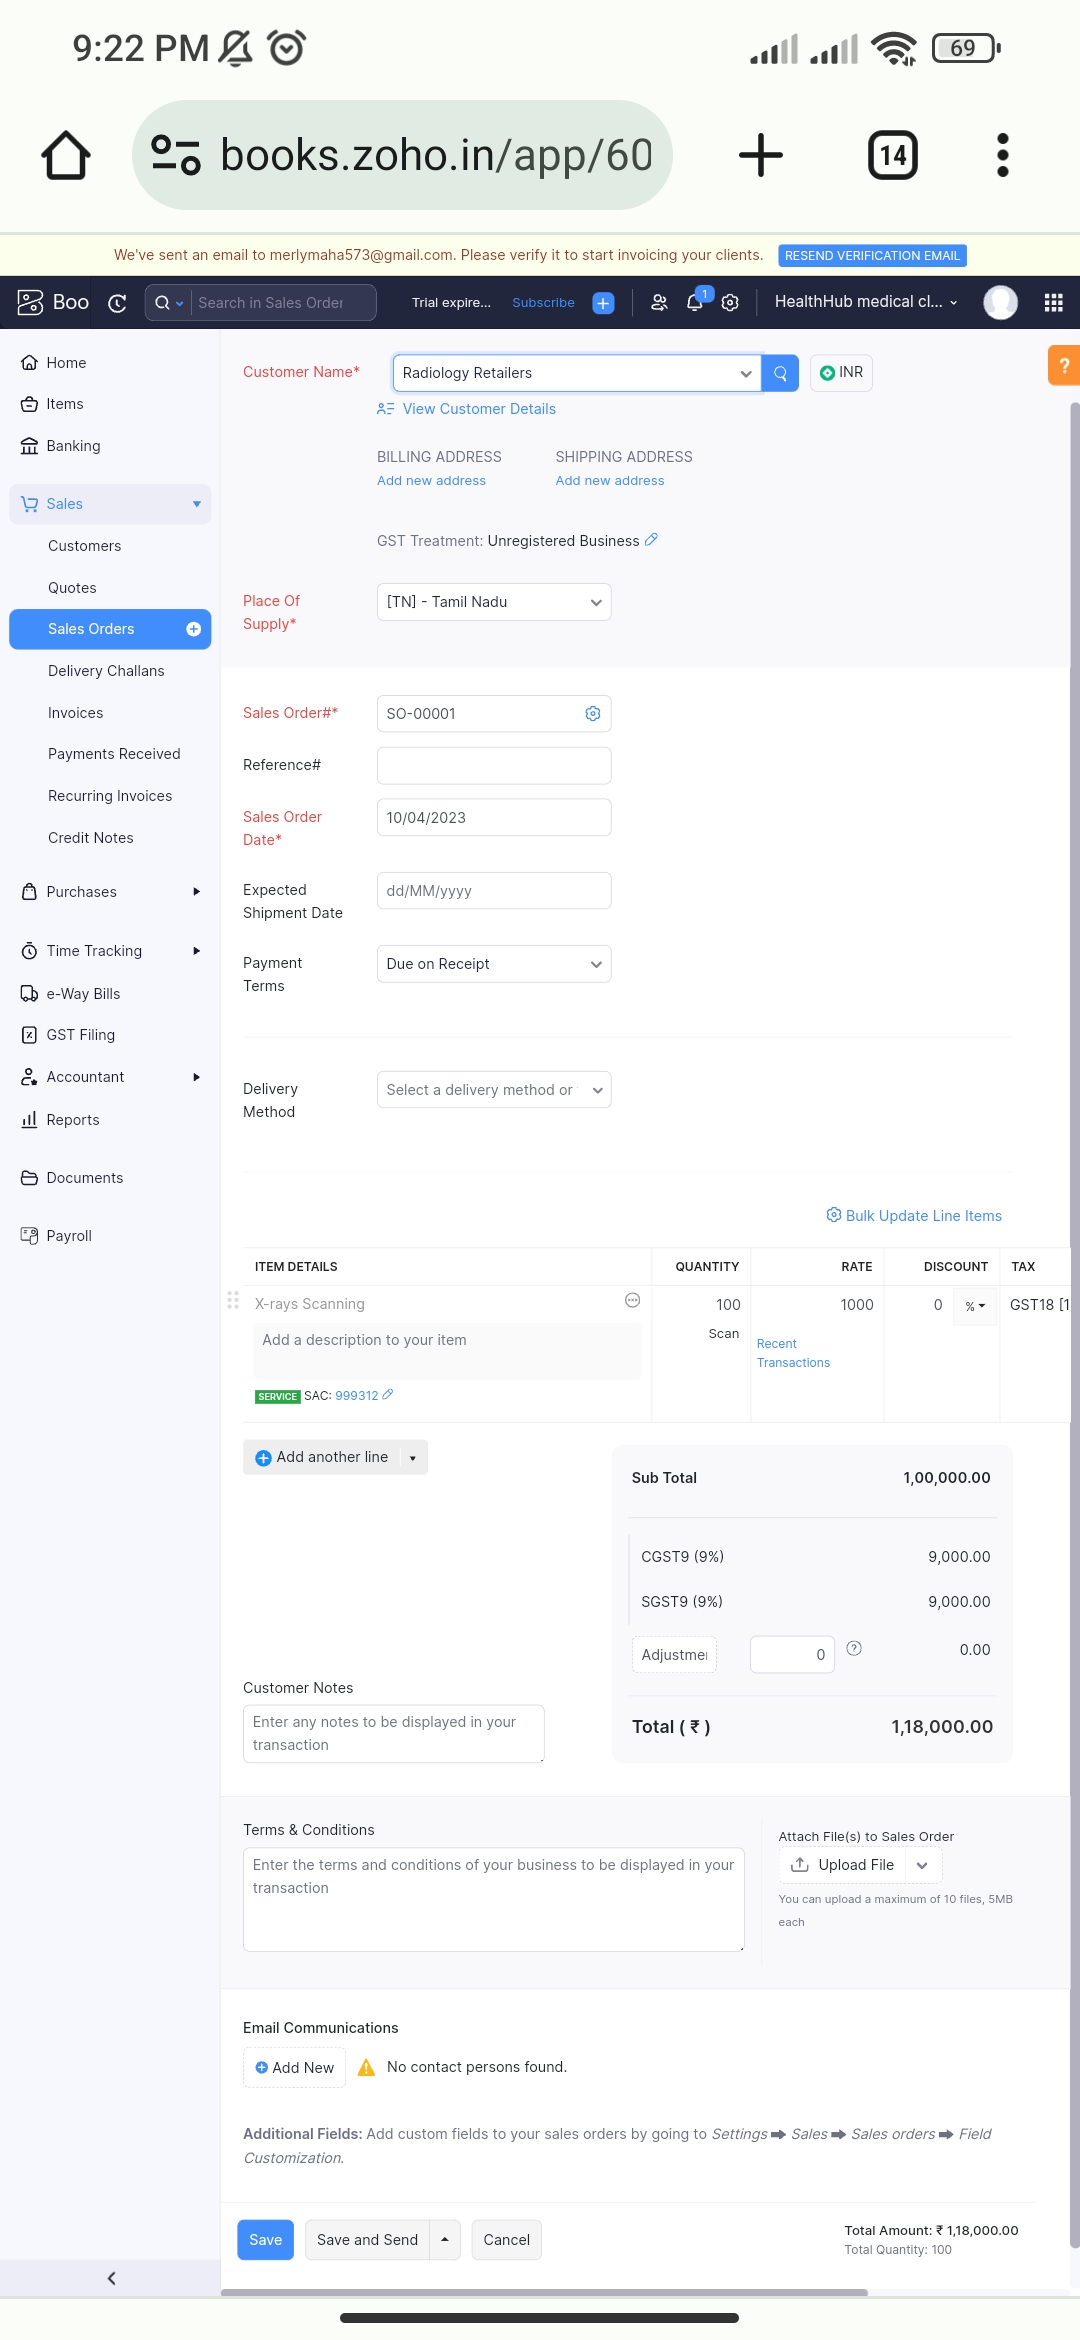 9:22 PM
69
books.zoho.in/app/60
14
We've sent an email to merlymaha573@gmail.com. Please verify it to start invoicing your clients. RESEND VERIFICATION EMAIL
Boo
Search in Sales Order
Trial expire... Subscribe
1
HealthHub medical cl...
Home
Items
Banking
Sales
Customers
Quotes
Sales Orders
Delivery Challans
Invoices
Payments Received
Recurring Invoices
Credit Notes
Purchases
Time Tracking
e-Way Bills
GST Filing
Accountant
Reports
Documents
Payroll
Customer Name* Radiology Retailers INR
?
View Customer Details
BILLING ADDRESS SHIPPING ADDRESS
Add new address Add new address
GST Treatment: Unregistered Business
Place Of
Supply*
[TN] - Tamil Nadu
Sales Order#* SO-00001
Reference#
Sales Order
Date*
10/04/2023
Expected
Shipment Date
dd/MM/yyyy
Payment
Terms
Due on Receipt
Delivery
Method
Select a delivery method or
Bulk Update Line Items
ITEM DETAILS QUANTITY RATE DISCOUNT TAX
X-rays Scanning 100 1000 0 % GST18 [1
Add a description to your item
Scan
Recent
Transactions
SERVICE SAC: 999312
Add another line
Sub Total 1,00,000.00
CGST9 (9%) 9,000.00
SGST9 (9%) 9,000.00
Adjustme 0 ? 0.00
Total ( ₹ ) 1,18,000.00
Customer Notes
Enter any notes to be displayed in your
transaction
Terms & Conditions
Enter the terms and conditions of your business to be displayed in your
transaction
Attach File(s) to Sales Order
Upload File
You can upload a maximum of 10 files, 5MB
each
Email Communications
Add New No contact persons found.
Additional Fields: Add custom fields to your sales orders by going to Settings ➡ Sales ➡ Sales orders ➡ Field
Customization.
Save Save and Send Cancel
Total Amount: ₹ 1,18,000.00
Total Quantity: 100